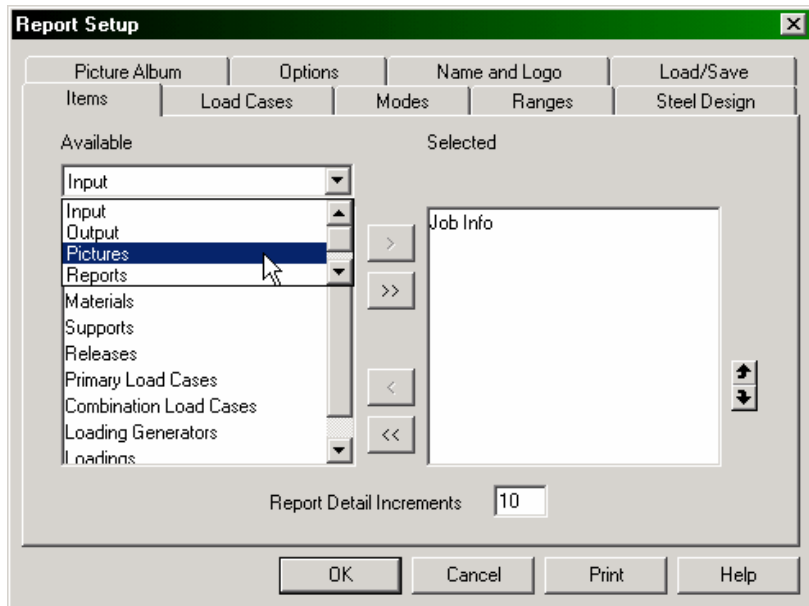 Report Setup
Picture Album Options Name and Logo Load/Save
Items Load Cases Modes Ranges Steel Design
Available Selected
Input
Input
Output
Pictures
Reports
Materials
Supports
Releases
Primary Load Cases
Combination Load Cases
Loading Generators
Loadings
>
>>
<
<<
Job Info
Report Detail Increments 10
OK Cancel Print Help